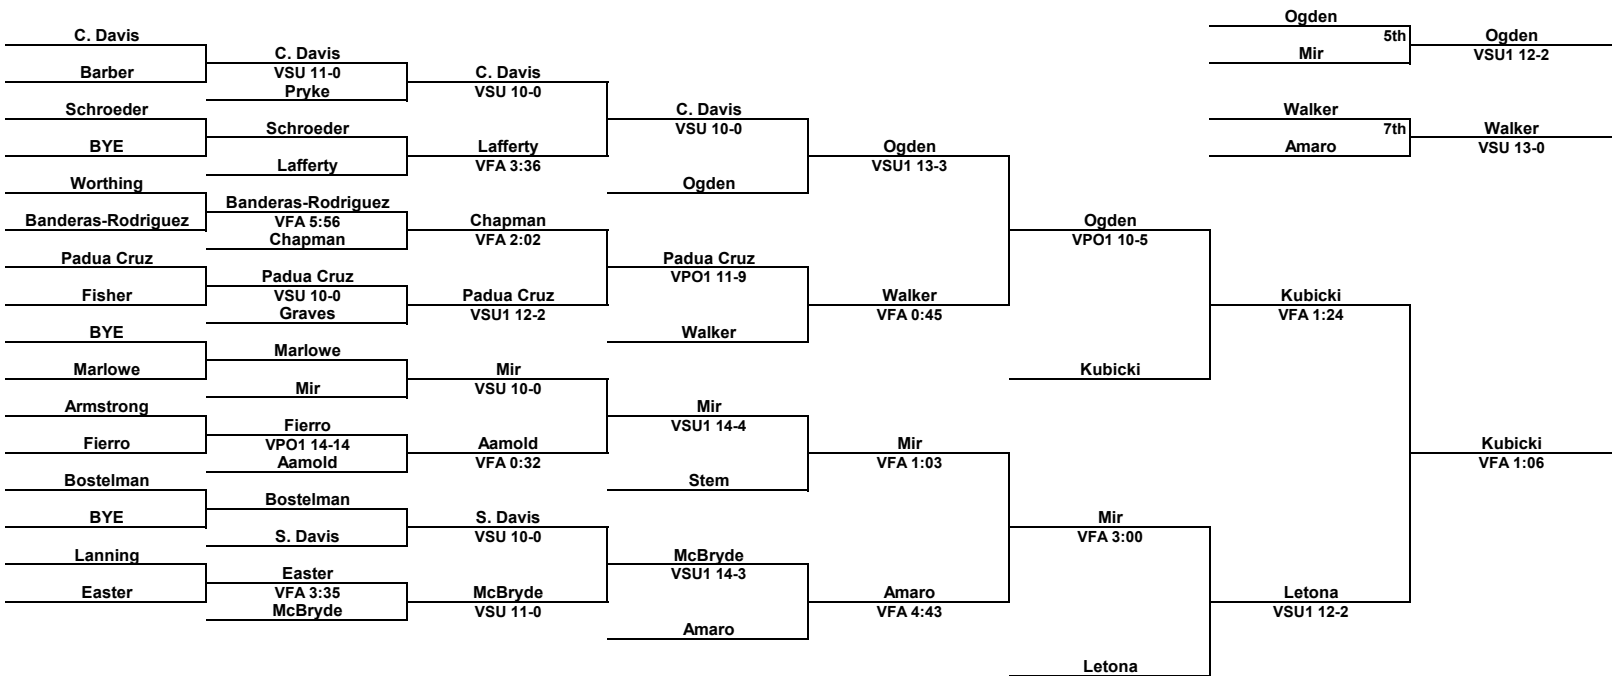 C. Davis
Barber
Schroeder
BYE
Worthing
Banderas-Rodriguez
Padua Cruz
Fisher
BYE
Marlowe
Armstrong
Fierro
Bostelman
BYE
Lanning
Easter
C. Davis
VSU 11-0
Pryke
Schroeder
Lafferty
Banderas-Rodriguez
VFA 5:56
Chapman
Padua Cruz
VSU 10-0
Graves
Marlowe
Mir
Fierro
VPO1 14-14
Aamold
Bostelman
S. Davis
Easter
VFA 3:35
McBryde
C. Davis
VSU 10-0
Lafferty
VFA 3:36
Chapman
VFA 2:02
Padua Cruz
VSU1 12-2
Mir
VSU 10-0
Aamold
VFA 0:32
S. Davis
VSU 10-0
McBryde
VSU 11-0
C. Davis
VSU 10-0
Ogden
Padua Cruz
VPO1 11-9
Walker
Mir
VSU1 14-4
Stem
McBryde
VSU1 14-3
Amaro
Ogden
VSU1 13-3
Walker
VFA 0:45
Mir
VFA 1:03
Amaro
VFA 4:43
Ogden
VPO1 10-5
Kubicki
Mir
VFA 3:00
Letona
Kubicki
VFA 1:24
Letona
VSU1 12-2
Kubicki
VFA 1:06
Ogden
5th
Mir
Ogden
VSU1 12-2
Walker
7th
Amaro
Walker
VSU 13-0